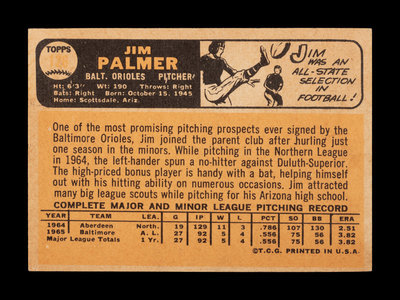 TOPPS
JIM
PALMER
BALT. ORIOLES PITCHER
Ht: 6'3" Wt: 190 Throws: Right
Bats: Right Born: October 15, 1945
Home: Scottsdale, Ariz.
JIM
WAS AN
ALL-STATE
SELECTION
IN
FOOTBALL!
One of the most promising pitching prospects ever signed by the
Baltimore Orioles, Jim joined the parent club after hurling just
one season in the minors. While pitching in the Northern League
in 1964, the left-hander spun a no-hitter against Duluth-Superior.
The high-priced bonus player is handy with a bat, helping himself
out with his hitting ability on numerous occasions. Jim attracted
many big league scouts while pitching for his Arizona high school.
COMPLETE MAJOR AND MINOR LEAGUE PITCHING RECORD
YEAR TEAM LEA. G IP W L PCT SO BB ERA
1964 Aberdeen North. 19 129 11 3 .786 107 130 2.51
1965 Baltimore A. L. 27 92 5 4 .556 75 56 3.82
Major League Totals 1 Yr. 27 92 5 4 .556 75 56 3.82
©T.C.G. PRINTED IN U.S.A.